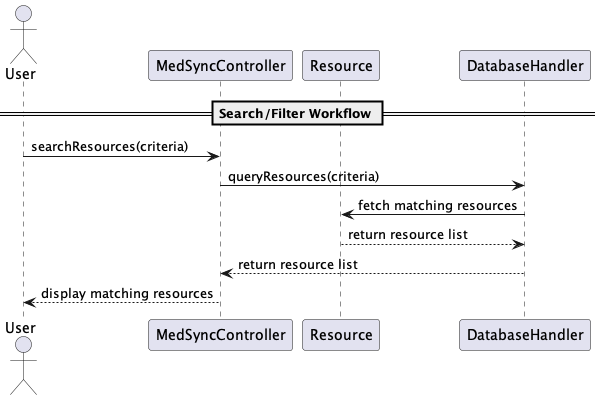 User
MedSyncController
Resource
DatabaseHandler
Search/Filter Workflow
searchResources(criteria)
queryResources(criteria)
fetch matching resources
return resource list
return resource list
display matching resources
User
MedSyncController
Resource
DatabaseHandler